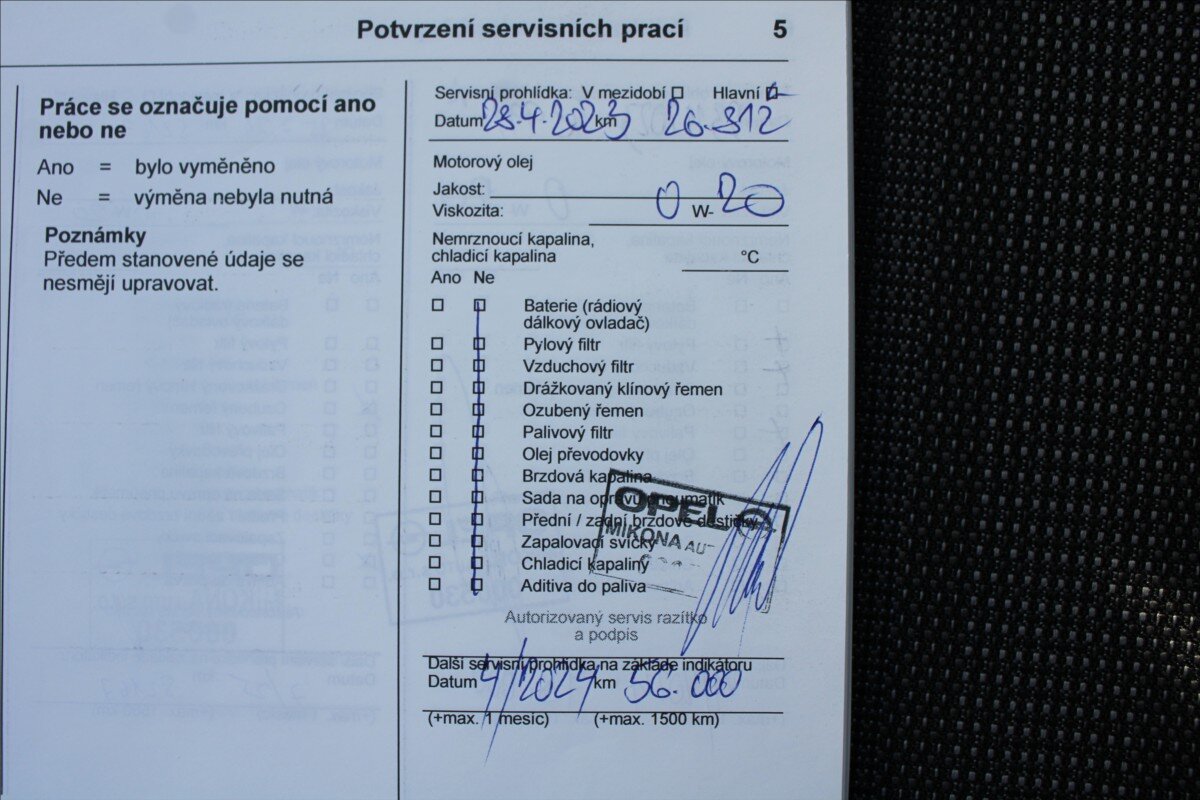 Potvrzení servisních prací 5
Práce se označuje pomocí ano
nebo ne
Ano = bylo vyměněno
Ne = výměna nebyla nutná
Poznámky
Předem stanovené údaje se
nesmějí upravovat.
Servisní prohlídka: V mezidobí Hlavní
Datum 28.4.2023 km 26.812
Motorový olej
Jakost:
Viskozita: 0 W- 20
Nemrznoucí kapalina,
chladicí kapalina °C
Ano Ne
Baterie (rádiový
dálkový ovladač)
Pylový filtr
Vzduchový filtr
Drážkovaný klínový řemen
Ozubený řemen
Palivový filtr
Olej převodovky
Brzdová kapalina
Sada na opravu pneumatik
Přední / zadní brzdové destičky
Zapalovací svíčky
Chladicí kapaliny
Aditiva do paliva
OPEL
MIKONA AU
Autorizovaný servis razítko
a podpis
Další servisní prohlídka na základě indikátoru
Datum 4/2024 km 56.000
(+max. 1 mesíc) (+max. 1500 km)